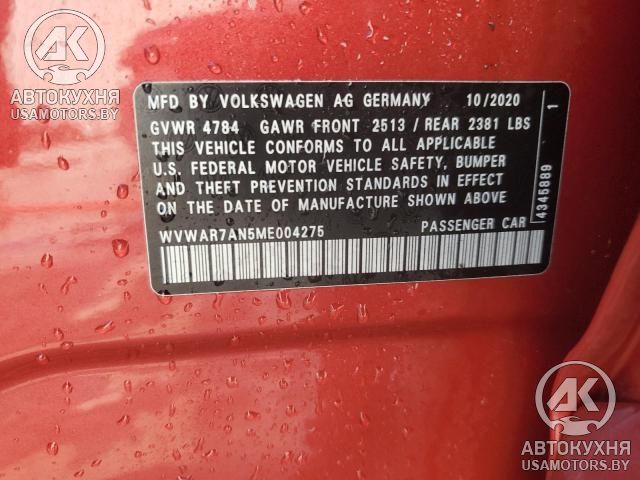 AK
АВТОКУХНЯ
USAMOTORS.BY
MFD BY VOLKSWAGEN AG GERMANY 10/2020
GVWR 4784 GAWR FRONT 2513 / REAR 2381 LBS
THIS VEHICLE CONFORMS TO ALL APPLICABLE
U.S. FEDERAL MOTOR VEHICLE SAFETY, BUMPER
AND THEFT PREVENTION STANDARDS IN EFFECT
ON THE DATE OF MANUFACTURE SHOWN ABOVE.
WVWAR7AN5ME004275 PASSENGER CAR
4345889 1
AK
АВТОКУХНЯ
USAMOTORS.BY